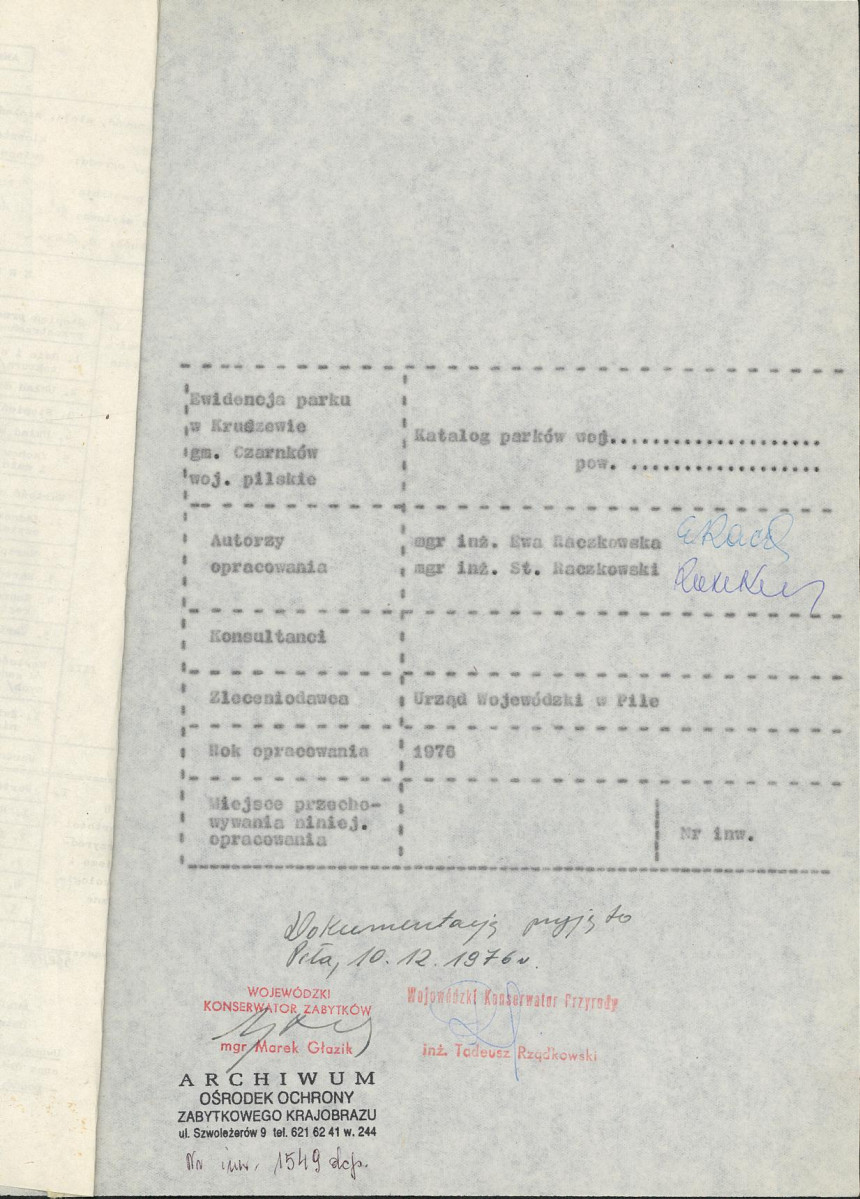 Ewidencja parku
w Kruszewie
gm. Czarnków
woj. pilskie
Katalog parków woj......................
pow. ....................
Autorzy
opracowania
mgr inż. Ewa Raczkowska
mgr inż. St. Raczkowski
Konsultanci
Zleceniodawca
Urząd Wojewódzki w Pile
Rok opracowania
1976
Miejsce przecho-
wywania niniej.
opracowania
Nr inw.
Dokumentację przyjęto
Piła, 10.12.1976 r.
WOJEWÓDZKI
KONSERWATOR ZABYTKÓW
mgr Marek Głazik
Wojewódzki Konserwator Przyrody
inż. Tadeusz Rządkowski
ARCHIWUM
OŚRODEK OCHRONY
ZABYTKOWEGO KRAJOBRAZU
ul. Szwoleżerów 9 tel. 621 62 41 w. 244
Nr inw. 1549 dcp.